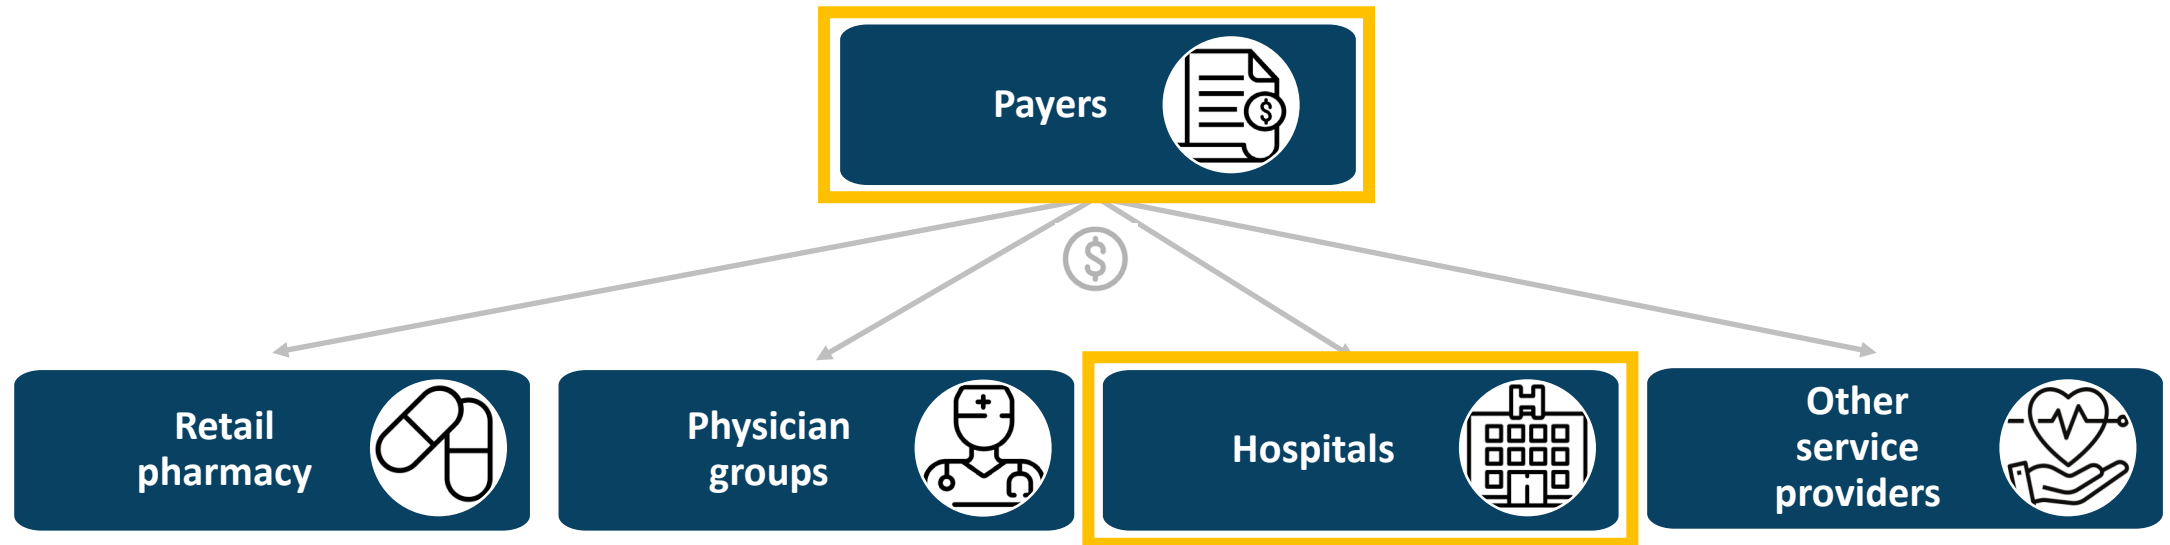 Payers
$
$
Retail
pharmacy
Physician
groups
Hospitals
H
Other
service
providers